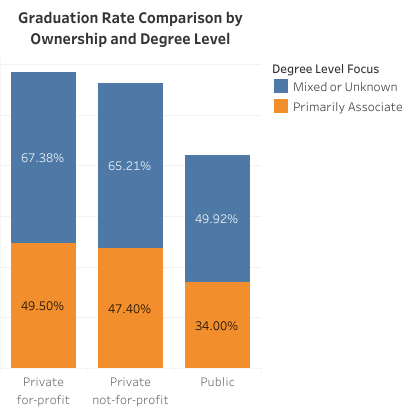 Graduation Rate Comparison by
Ownership and Degree Level
Degree Level Focus
Mixed or Unknown
Primarily Associate
67.38%
65.21%
49.92%
49.50%
47.40%
34.00%
Private
for-profit
Private
not-for-profit
Public